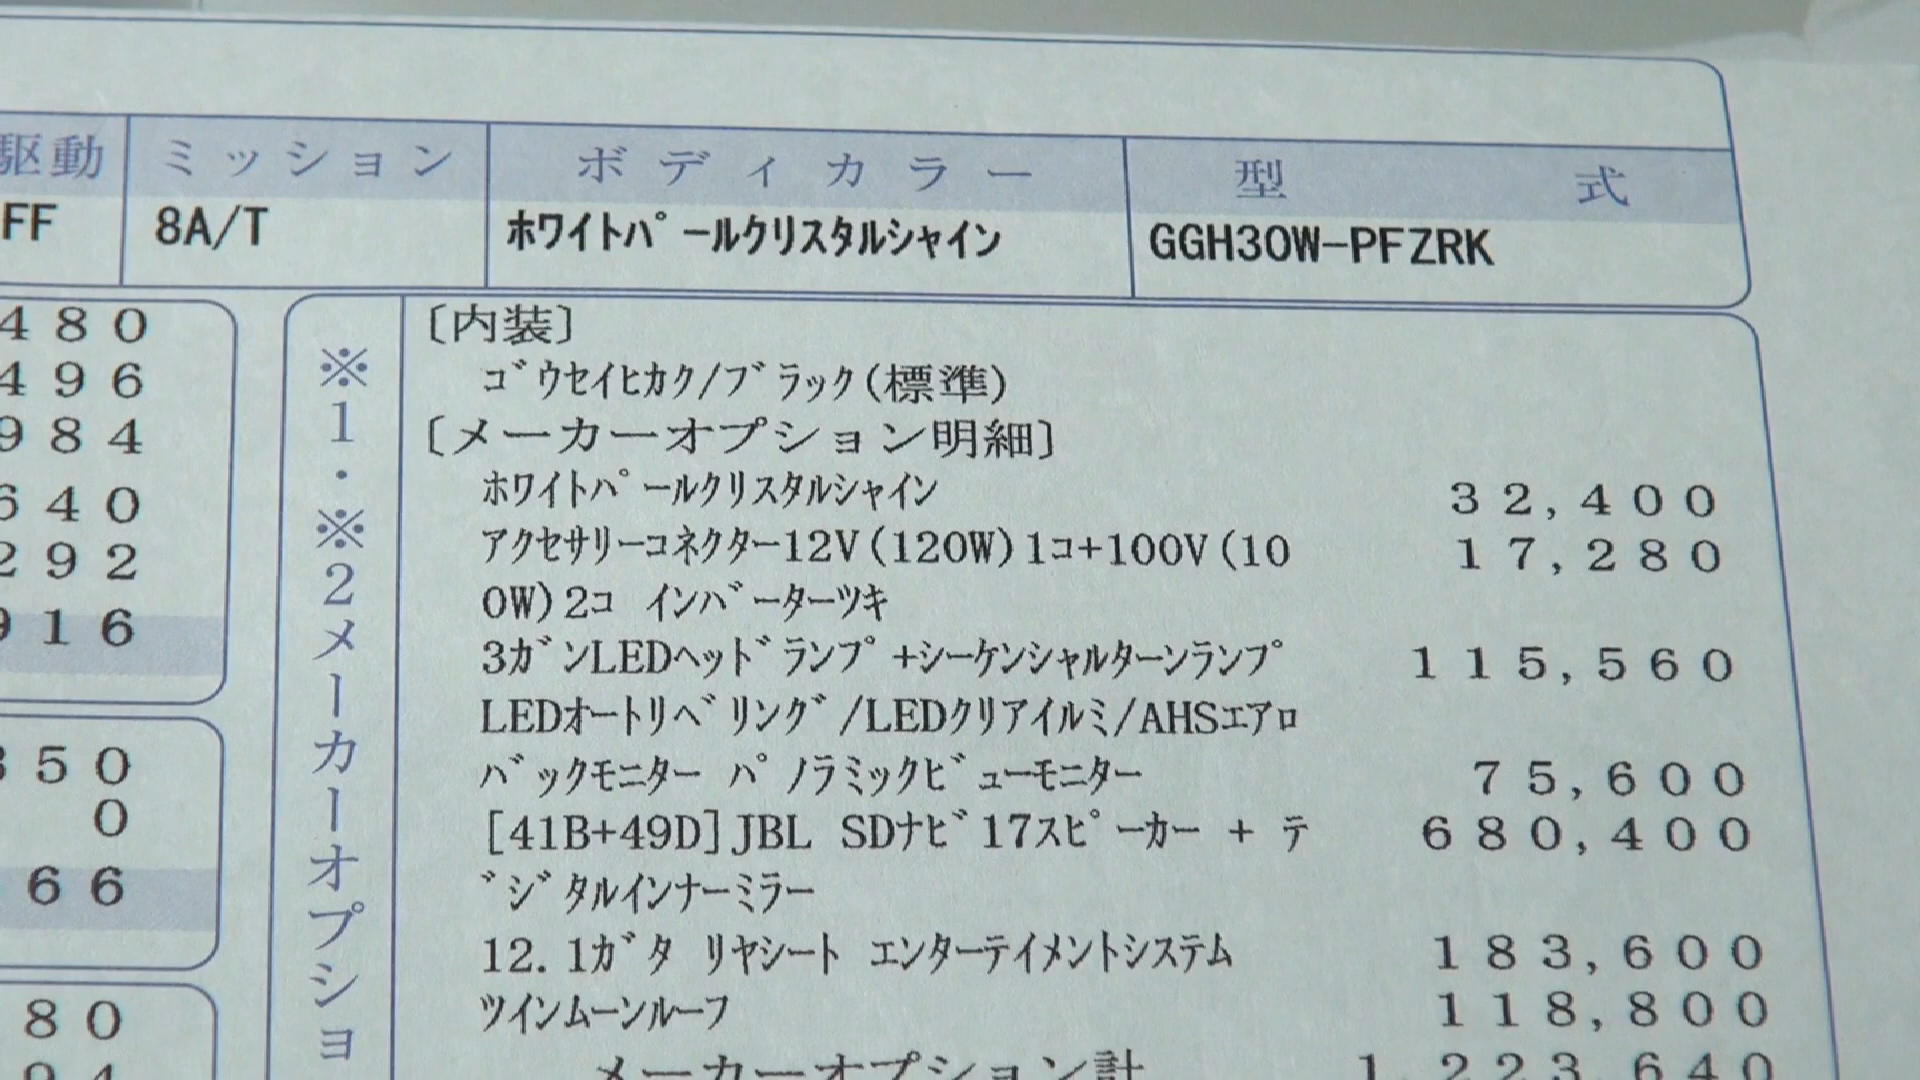 駆動 ミッション ボディカラー 型式
FF 8A/T ホワイトパールクリスタルシャイン GGH30W-PFZRK
480
496
984
640
292
916
350
0
66
80
※1・※2メーカーオプショ
〔内装〕
ゴウセイヒカク/ブラック(標準)
〔メーカーオプション明細〕
ホワイトパールクリスタルシャイン 32,400
アクセサリーコネクター12V(120W)1コ+100V(10 17,280
0W)2コ インバーターツキ
3ガンLEDヘッドランプ+シーケンシャルターンランプ 115,560
LEDオートリベリング/LEDクリアイルミ/AHSエアロ
バックモニター パノラミックビューモニター 75,600
[41B+49D]JBL SDナビ17スピーカー + テ 680,400
゙ジタルインナーミラー
12.1ガタ リヤシート エンターテイメントシステム 183,600
ツインムーンルーフ 118,800
メーカーオプション計 1,223,640